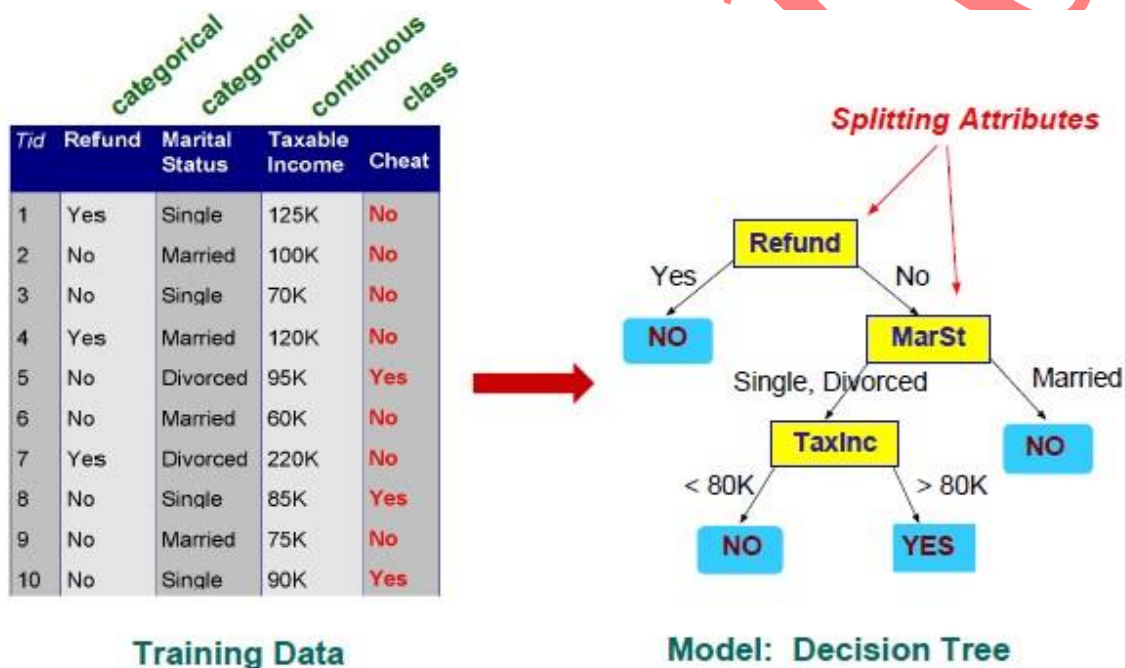 categorical categorical continuous class
Tid Refund Marital Status Taxable Income Cheat
1 Yes Single 125K No
2 No Married 100K No
3 No Single 70K No
4 Yes Married 120K No
5 No Divorced 95K Yes
6 No Married 60K No
7 Yes Divorced 220K No
8 No Single 85K Yes
9 No Married 75K No
10 No Single 90K Yes
Training Data
Splitting Attributes
Refund
Yes No
NO MarSt
Single, Divorced Married
TaxInc NO
< 80K > 80K
NO YES
Model: Decision Tree